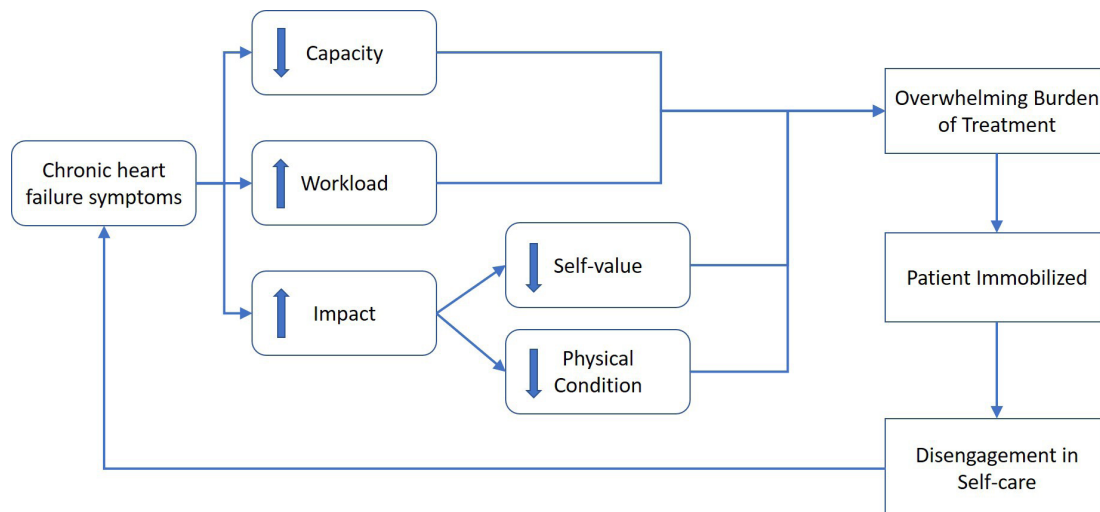 Capacity
Overwhelming Burden
of Treatment
Chronic heart
failure symptoms
Workload
Self-value
Patient Immobilized
Impact
Physical
Condition
Disengagement in
Self-care